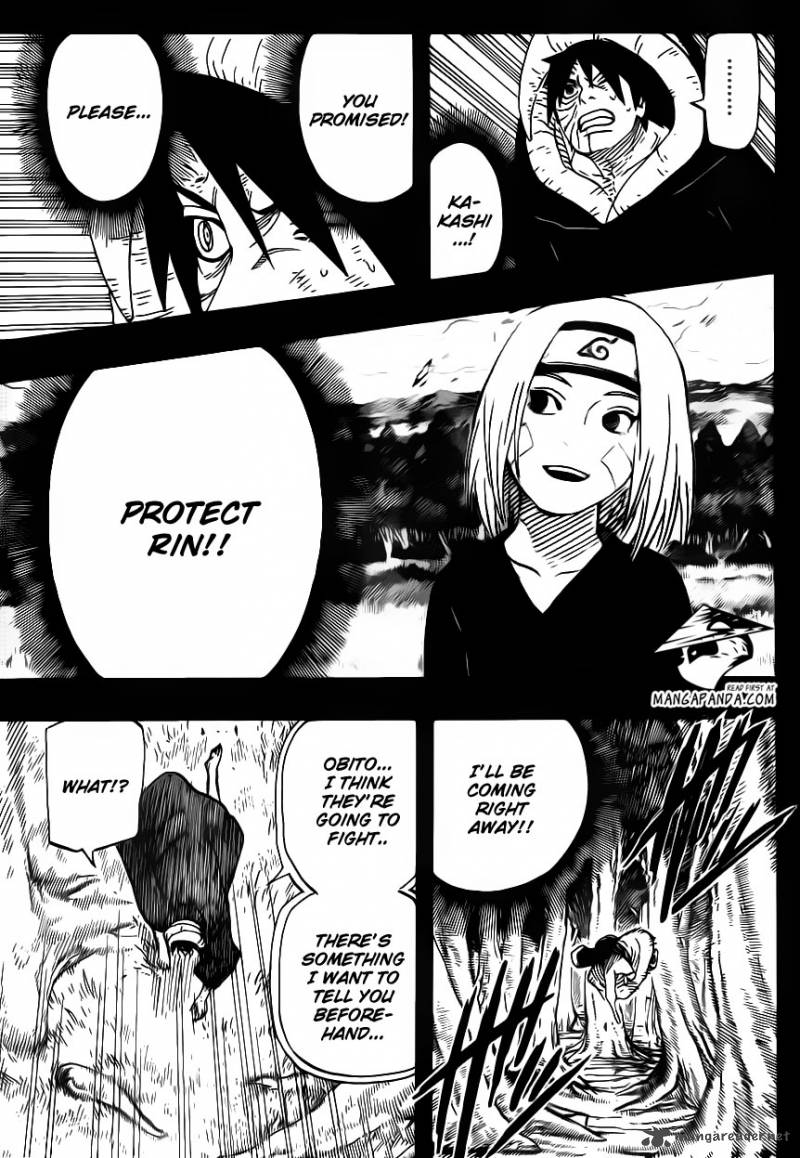 .........
KA-
KASHI
...!
YOU
PROMISED!
PLEASE...
PROTECT
RIN!!
READ FIRST AT
MANGAPANDA.COM
I'LL BE
COMING
RIGHT
AWAY!!
OBITO...
I THINK
THEY'RE
GOING TO
FIGHT..
THERE'S
SOMETHING
I WANT TO
TELL YOU
BEFORE-
HAND...
WHAT!?
mangareader.net